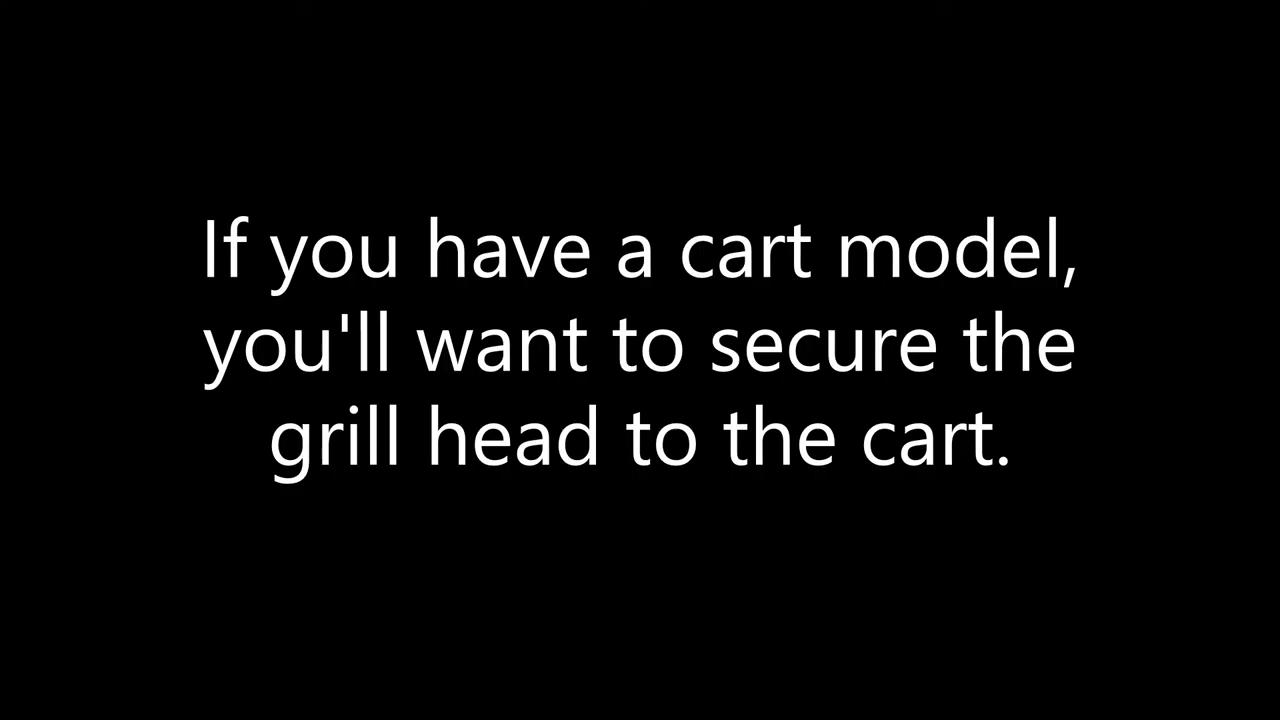 If you have a cart model,
you'll want to secure the
grill head to the cart.